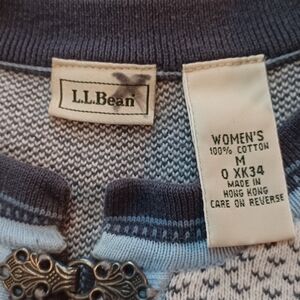 L.L.Bean
WOMEN'S
100% COTTON
M
0 XK34
MADE IN
HONG KONG
CARE ON REVERSE